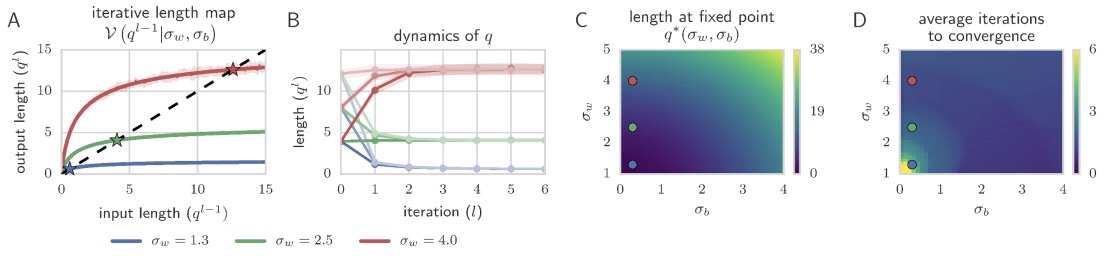 A
iterative length map
𝒱 (q^{l−1}|σ_w, σ_b)
output length (q^l)
15
10
5
0
0
5
10
15
input length (q^{l−1})
B
dynamics of q
length (q^l)
15
10
5
0
0
1
2
3
4
5
6
iteration (l)
σ_w = 1.3
σ_w = 2.5
σ_w = 4.0
C
length at fixed point
q*(σ_w, σ_b)
σ_w
5
4
3
2
1
0
1
2
3
4
σ_b
38
19
0
D
average iterations
to convergence
σ_w
5
4
3
2
1
0
1
2
3
4
σ_b
6
3
0